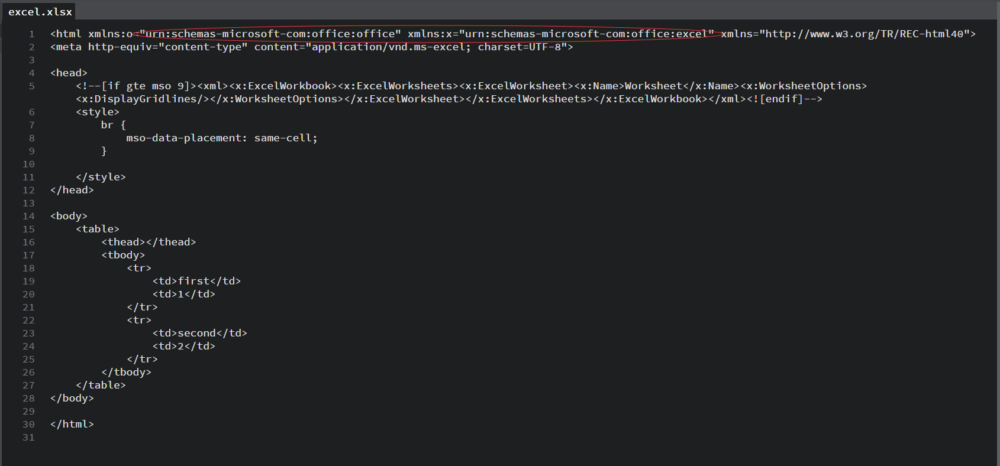 excel.xlsx
1 <html xmlns:o="urn:schemas-microsoft-com:office:office" xmlns:x="urn:schemas-microsoft-com:office:excel" xmlns="http://www.w3.org/TR/REC-html40">
2 <meta http-equiv="content-type" content="application/vnd.ms-excel; charset=UTF-8">
3
4 <head>
5 <!--[if gte mso 9]><xml><x:ExcelWorkbook><x:ExcelWorksheets><x:ExcelWorksheet><x:Name>Worksheet</x:Name><x:WorksheetOptions>
<x:DisplayGridlines/></x:WorksheetOptions></x:ExcelWorksheet></x:ExcelWorksheets></x:ExcelWorkbook></xml><![endif]-->
6 <style>
7 br {
8 mso-data-placement: same-cell;
9 }
10
11 </style>
12 </head>
13
14 <body>
15 <table>
16 <thead></thead>
17 <tbody>
18 <tr>
19 <td>first</td>
20 <td>1</td>
21 </tr>
22 <tr>
23 <td>second</td>
24 <td>2</td>
25 </tr>
26 </tbody>
27 </table>
28 </body>
29
30 </html>
31